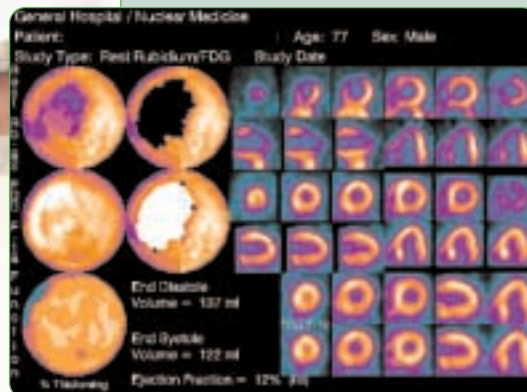 General Hospital / Nuclear Medicine
Patient: Age: 77 Sex: Male
Study Type: Rest Rubidium/FDG Study Date
End Diastole
Volume = 137 ml
End Systole
Volume = 122 ml
% Thickening
Ejection Fraction = 12%